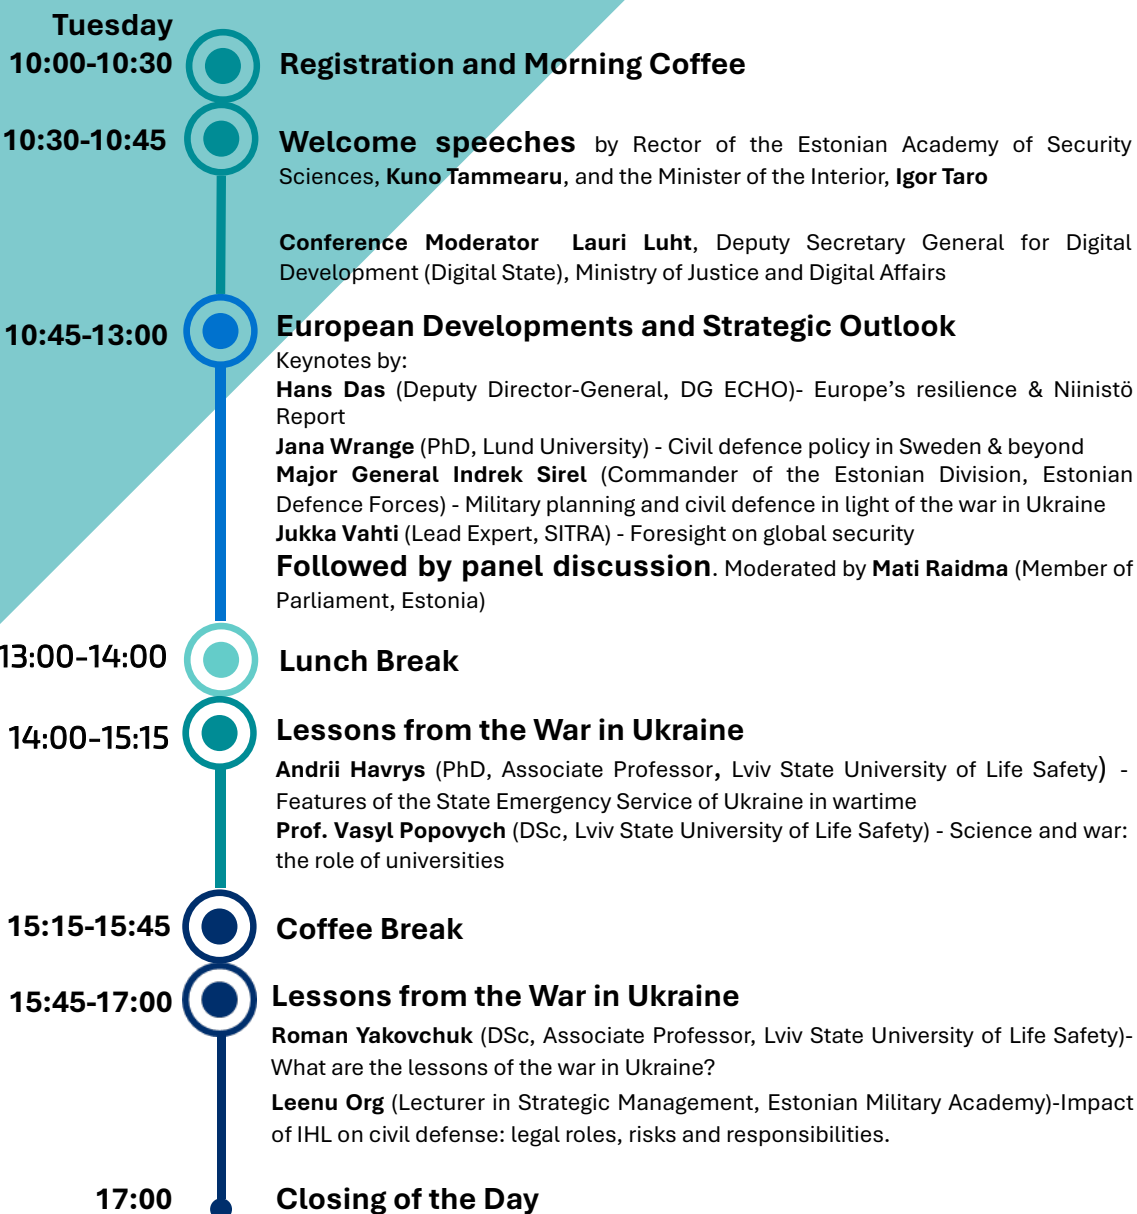 Tuesday
10:00-10:30
Registration and Morning Coffee
10:30-10:45
Welcome speeches by Rector of the Estonian Academy of Security
Sciences, Kuno Tammearu, and the Minister of the Interior, Igor Taro
Conference Moderator Lauri Luht, Deputy Secretary General for Digital
Development (Digital State), Ministry of Justice and Digital Affairs
10:45-13:00
European Developments and Strategic Outlook
Keynotes by:
Hans Das (Deputy Director-General, DG ECHO)- Europe’s resilience & Niinistö
Report
Jana Wrange (PhD, Lund University) - Civil defence policy in Sweden & beyond
Major General Indrek Sirel (Commander of the Estonian Division, Estonian
Defence Forces) - Military planning and civil defence in light of the war in Ukraine
Jukka Vahti (Lead Expert, SITRA) - Foresight on global security
Followed by panel discussion. Moderated by Mati Raidma (Member of
Parliament, Estonia)
13:00-14:00
Lunch Break
14:00-15:15
Lessons from the War in Ukraine
Andrii Havrys (PhD, Associate Professor, Lviv State University of Life Safety) -
Features of the State Emergency Service of Ukraine in wartime
Prof. Vasyl Popovych (DSc, Lviv State University of Life Safety) - Science and war:
the role of universities
15:15-15:45
Coffee Break
15:45-17:00
Lessons from the War in Ukraine
Roman Yakovchuk (DSc, Associate Professor, Lviv State University of Life Safety)-
What are the lessons of the war in Ukraine?
Leenu Org (Lecturer in Strategic Management, Estonian Military Academy)-Impact
of IHL on civil defense: legal roles, risks and responsibilities.
17:00
Closing of the Day